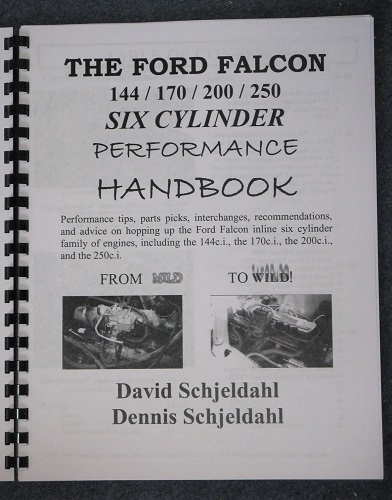 THE FORD FALCON
144 / 170 / 200 / 250
SIX CYLINDER
PERFORMANCE
HANDBOOK
Performance tips, parts picks, interchanges, recommendations,
and advice on hopping up the Ford Falcon inline six cylinder
family of engines, including the 144c.i., the 170c.i., the 200c.i.,
and the 250c.i.
FROM MILD TO WILD!
David Schjeldahl
Dennis Schjeldahl